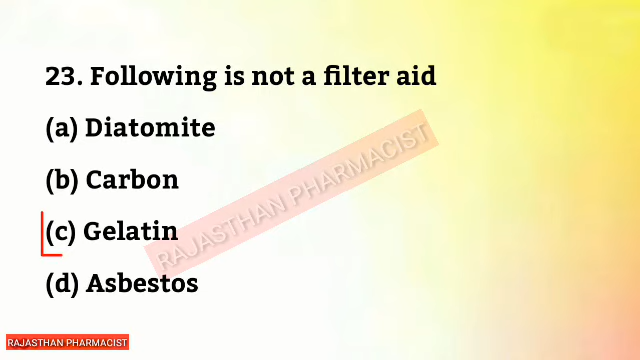 23. Following is not a filter aid
(a) Diatomite
(b) Carbon
(c) Gelatin
(d) Asbestos
RAJASTHAN PHARMACIST
RAJASTHAN PHARMACIST